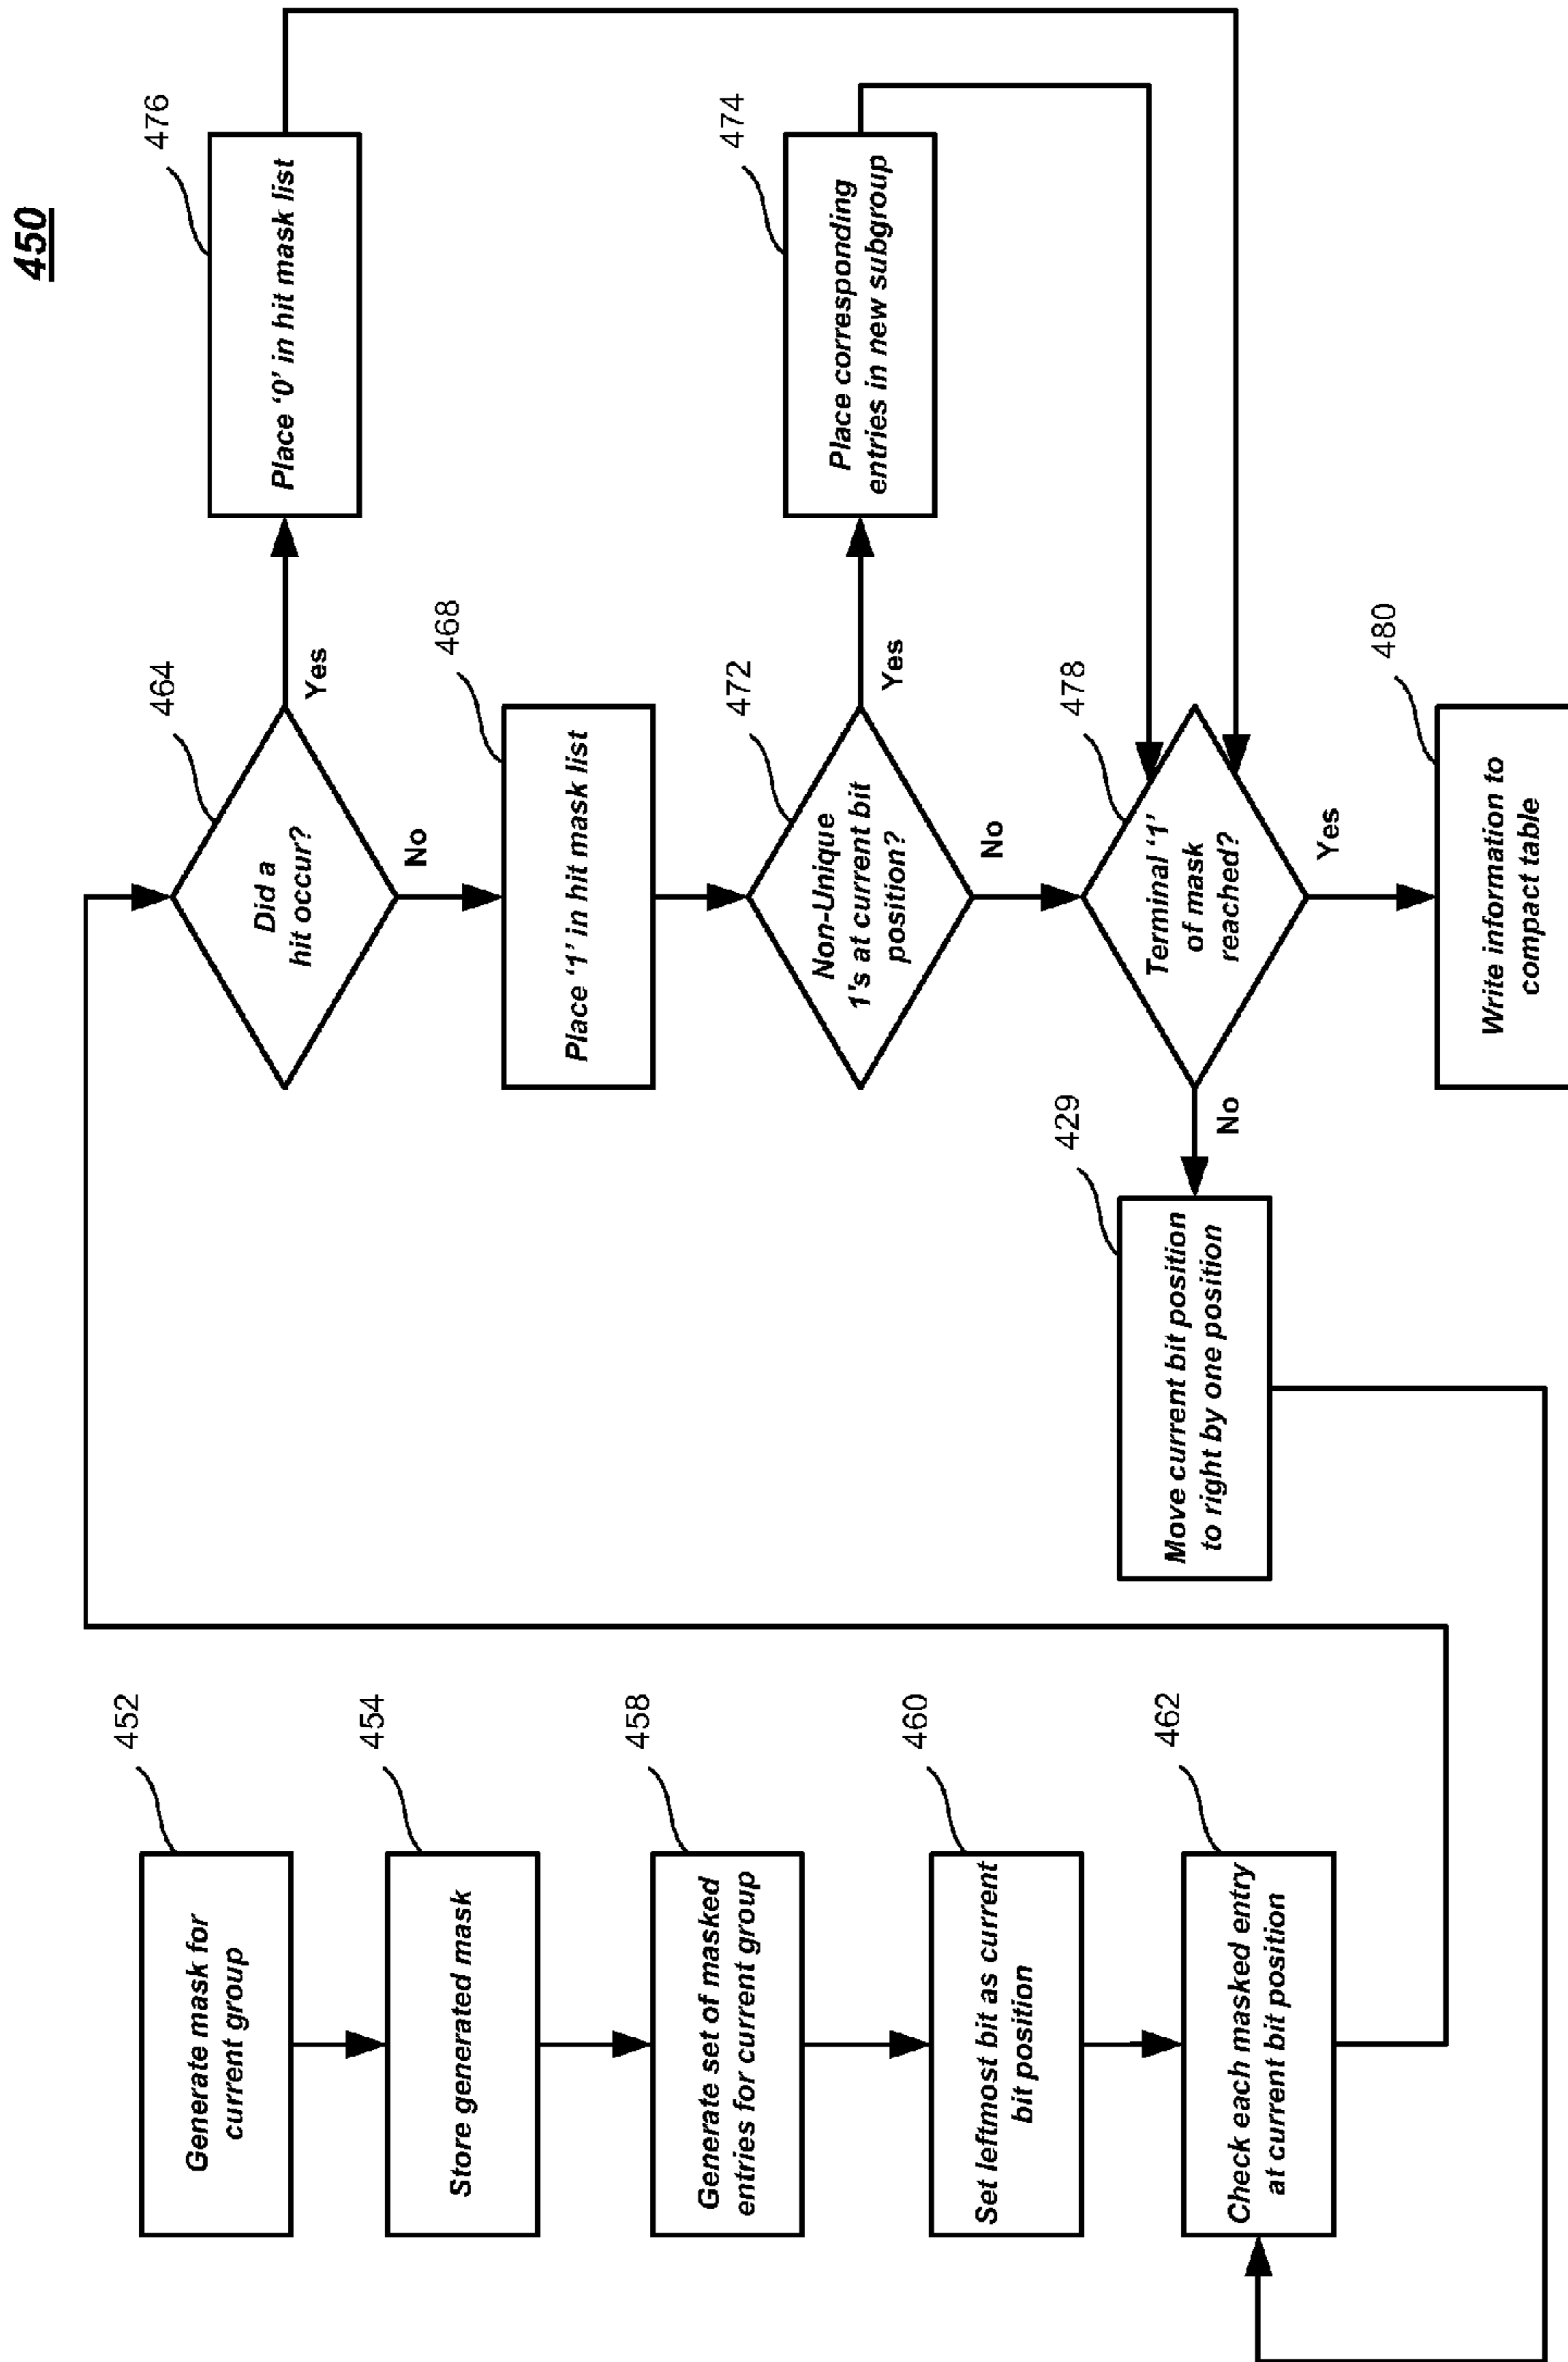 450
452
Generate mask for
current group
454
Store generated mask
458
Generate set of masked
entries for current group
460
Set leftmost bit as current
bit position
462
Check each masked entry
at current bit position
464
Did a
hit occur?
Yes
No
476
Place ‘0’ in hit mask list
468
Place ‘1’ in hit mask list
472
Non-Unique
1's at current bit
position?
Yes
No
474
Place corresponding
entries in new subgroup
478
Terminal ‘1’
of mask
reached?
No
Yes
429
Move current bit position
to right by one position
480
Write information to
compact table